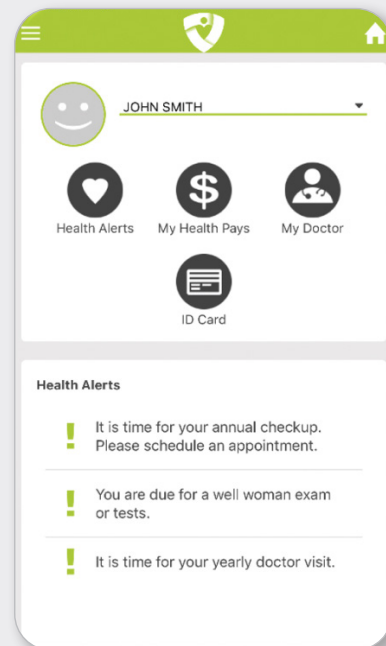 JOHN SMITH
Health Alerts
My Health Pays
My Doctor
ID Card
Health Alerts
It is time for your annual checkup.
Please schedule an appointment.
You are due for a well woman exam
or tests.
It is time for your yearly doctor visit.